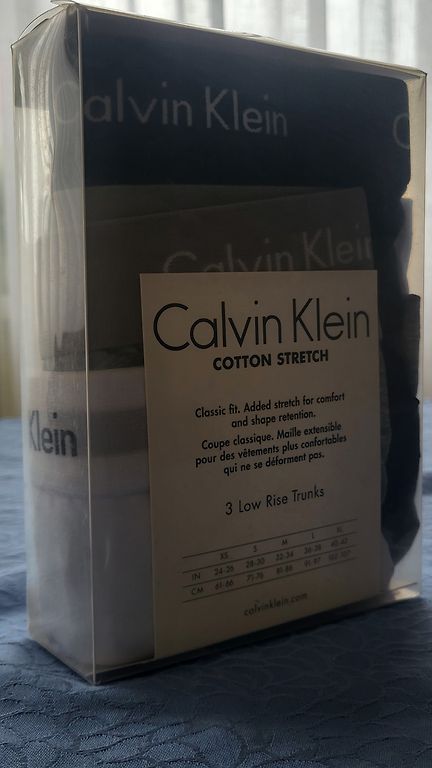 Calvin Klein
C
Calvin Klein
Klein
Calvin Klein
COTTON STRETCH
Classic fit. Added stretch for comfort
and shape retention.
Coupe classique. Maille extensible
pour des vêtements plus confortables
qui ne se déforment pas.
3 Low Rise Trunks
XS S M L XL
IN 24-26 28-30 32-34 36-38 40-42
CM 61-66 71-76 81-86 91-97 102-107
calvinklein.com